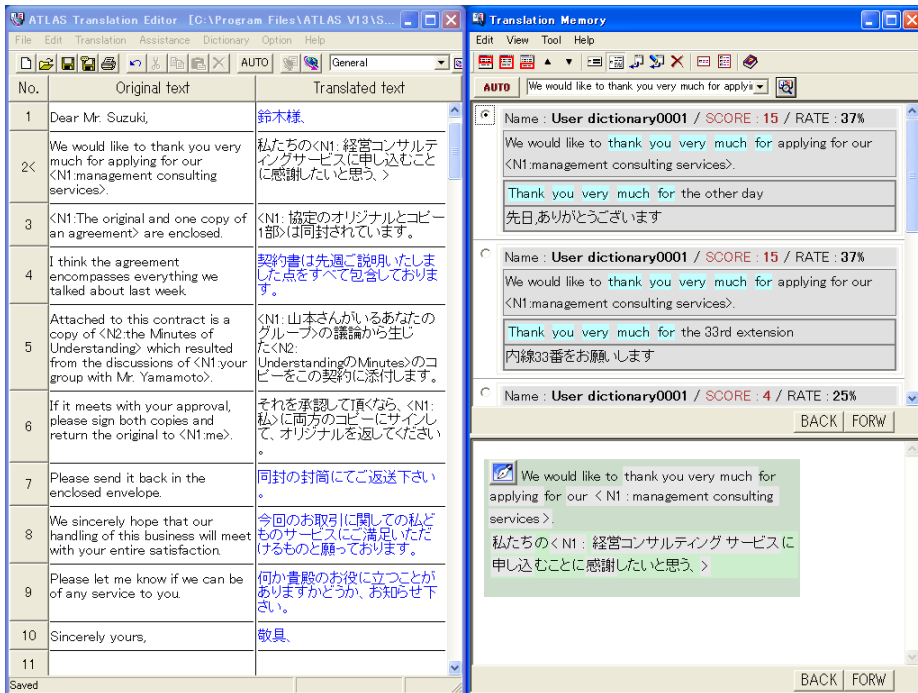 ATLAS Translation Editor [C:\Program Files\ATLAS V13\S...
File Edit Translation Assistance Dictionary Option Help
AUTO General
No. Original text Translated text
1 Dear Mr. Suzuki, 鈴木様、
2< We would like to thank you very
much for applying for our
<N1:management consulting
services>.
私たちの<N1: 経営コンサルテ
ィングサービスに申し込むこと
に感謝したいと思う、>
3 <N1:The original and one copy of
an agreement> are enclosed.
<N1: 協定のオリジナルとコピー
1部>は同封されています。
4 I think the agreement
encompasses everything we
talked about last week.
契約書は先週ご説明いたしま
した点をすべて包含しておりま
す。
5 Attached to this contract is a
copy of <N2:the Minutes of
Understanding> which resulted
from the discussions of <N1:your
group with Mr. Yamamoto>.
<N1: 山本さんがいるあなたの
グループ>の議論から生じ
た<N2:
UnderstandingのMinutes>のコ
ピーをこの契約に添付します。
6 If it meets with your approval,
please sign both copies and
return the original to <N1:me>.
それを承認して頂くなら、<N1:
私>に両方のコピーにサインし
て、オリジナルを返してください
。
7 Please send it back in the
enclosed envelope.
同封の封筒にてご返送下さい
。
8 We sincerely hope that our
handling of this business will meet
with your entire satisfaction.
今回のお取引に関しての私ど
ものサービスにご満足いただ
けるものと願っております。
9 Please let me know if we can be
of any service to you.
何か貴殿のお役に立つことが
ありますかどうか、お知らせ下
さい。
10 Sincerely yours, 敬具、
11
Saved
Translation Memory
Edit View Tool Help
AUTO We would like to thank you very much for applyi
Name : User dictionary0001 / SCORE : 15 / RATE : 37%
We would like to thank you very much for applying for our
<N1:management consulting services>.
Thank you very much for the other day
先日,ありがとうございます
Name : User dictionary0001 / SCORE : 15 / RATE : 37%
We would like to thank you very much for applying for our
<N1:management consulting services>.
Thank you very much for the 33rd extension
内線33番をお願いします
Name : User dictionary0001 / SCORE : 4 / RATE : 25%
BACK FORW
We would like to thank you very much for
applying for our < N1 : management consulting
services >.
私たちの< N1 : 経営コンサルティング サービスに
申し込むことに感謝したいと思う、>
BACK FORW